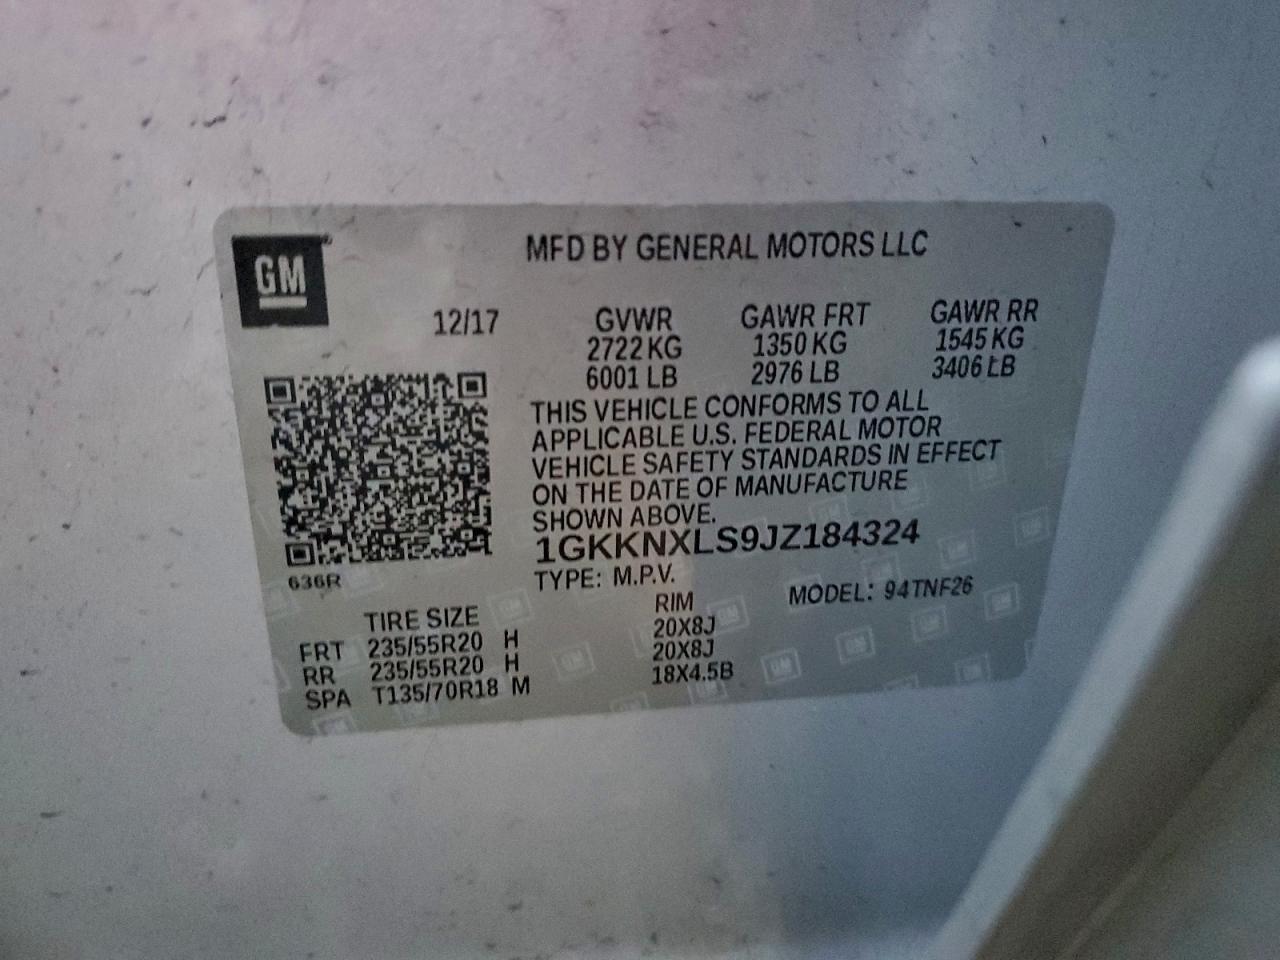 GM
MFD BY GENERAL MOTORS LLC
12/17
GVWR GAWR FRT GAWR RR
2722 KG 1350 KG 1545 KG
6001 LB 2976 LB 3406 LB
THIS VEHICLE CONFORMS TO ALL
APPLICABLE U.S. FEDERAL MOTOR
VEHICLE SAFETY STANDARDS IN EFFECT
ON THE DATE OF MANUFACTURE
SHOWN ABOVE.
1GKKNXLS9JZ184324
636R
TYPE: M.P.V. MODEL: 94TNF26
TIRE SIZE RIM
FRT 235/55R20 H 20X8J
RR 235/55R20 H 20X8J
SPA T135/70R18 M 18X4.5B